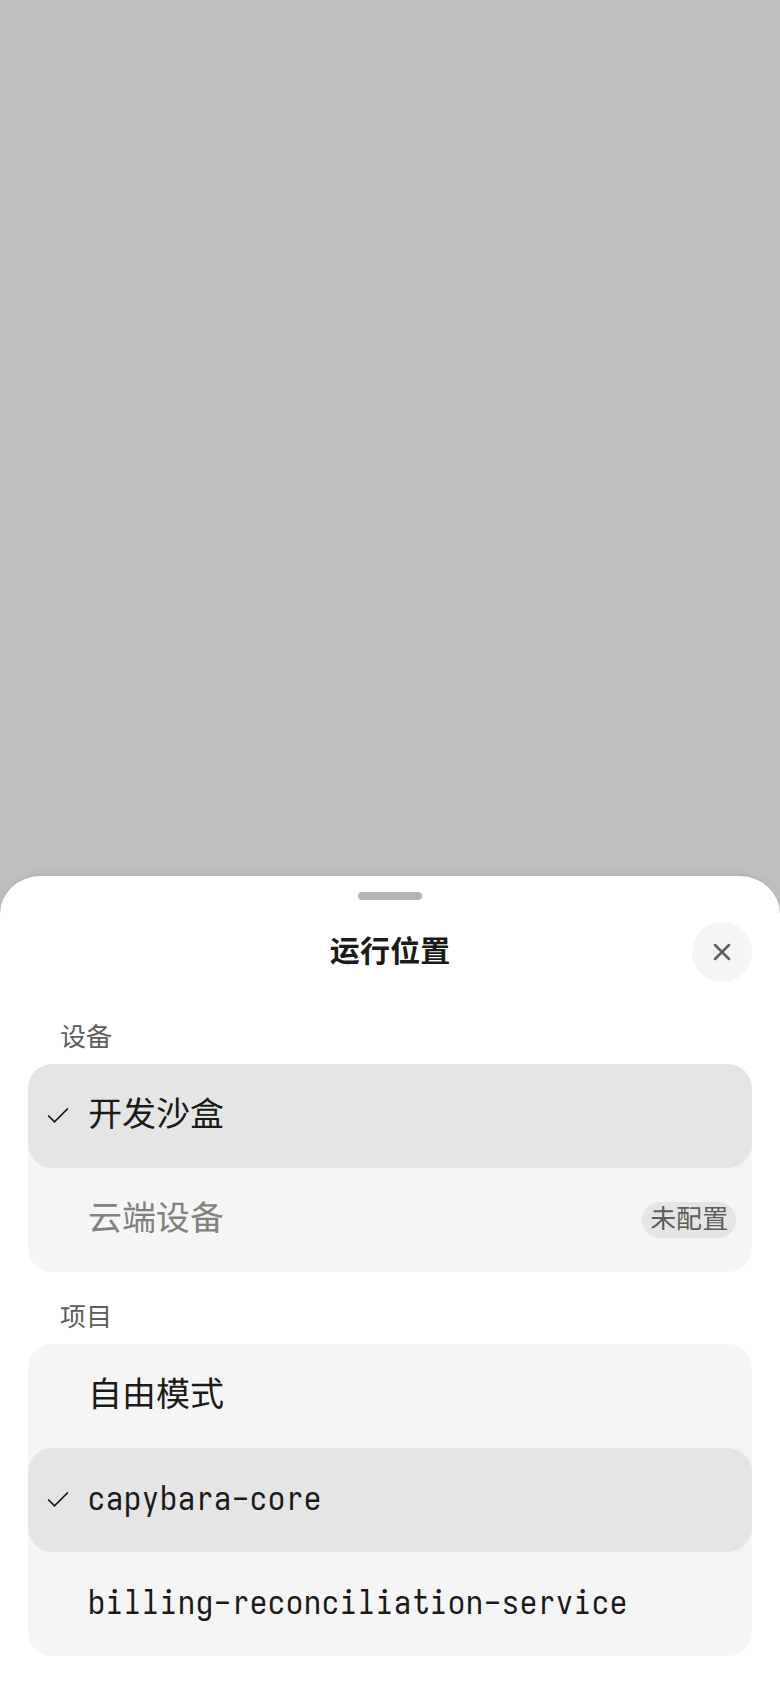 运行位置
设备
开发沙盒
云端设备
未配置
项目
自由模式
capybara-core
billing-reconciliation-service